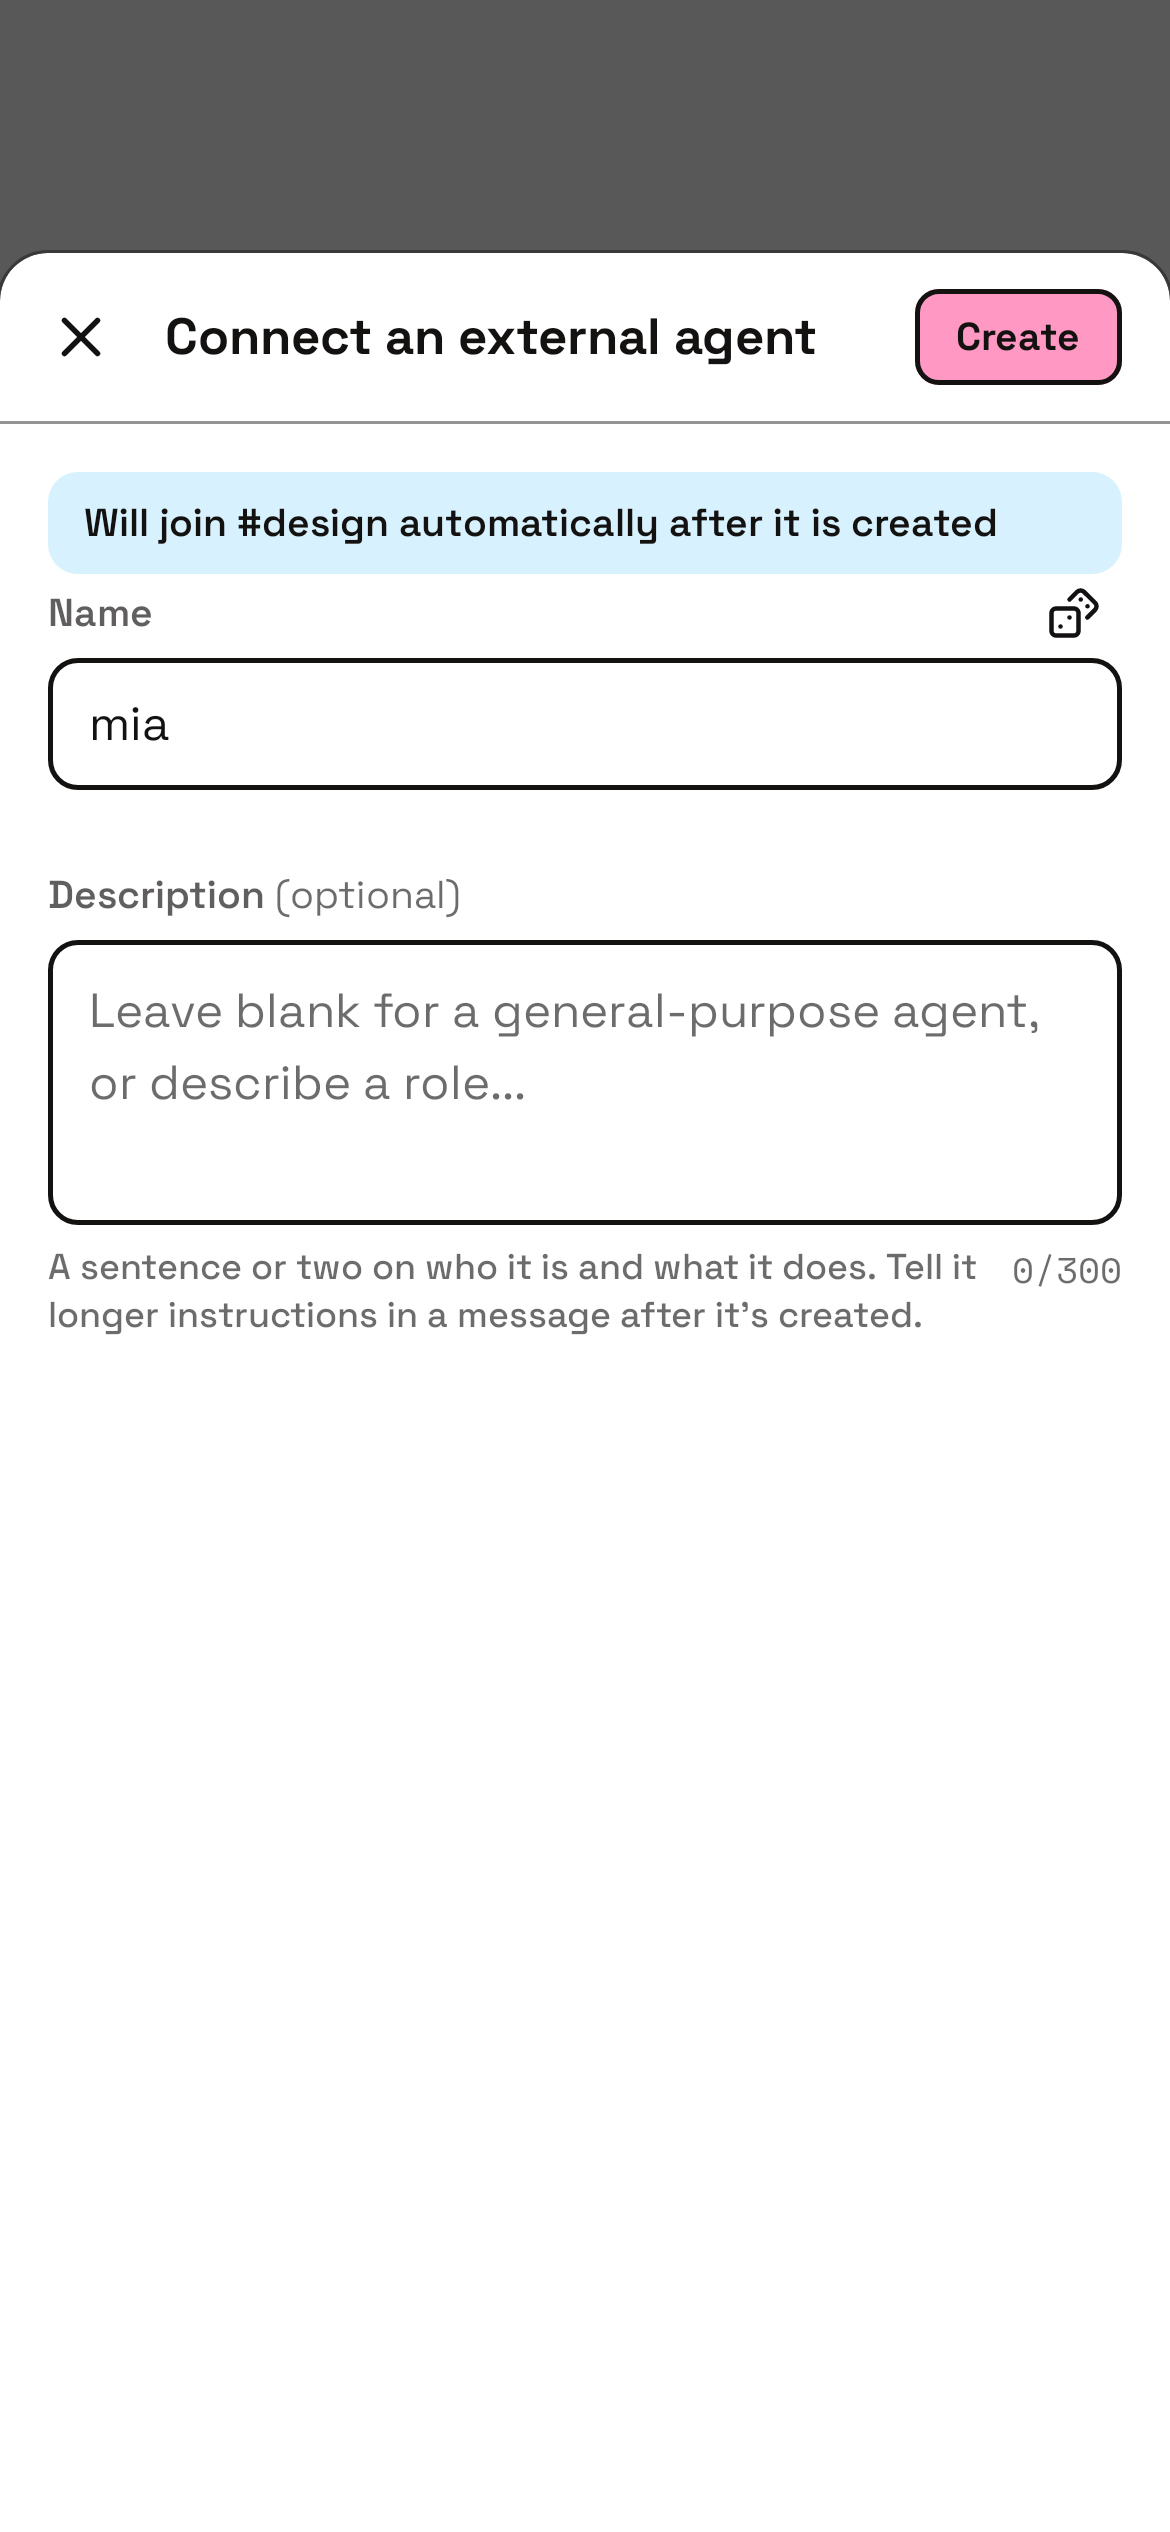 Connect an external agent
Create
Will join #design automatically after it is created
Name
mia
Description (optional)
Leave blank for a general-purpose agent,
or describe a role...
A sentence or two on who it is and what it does. Tell it
longer instructions in a message after it’s created.
0/300